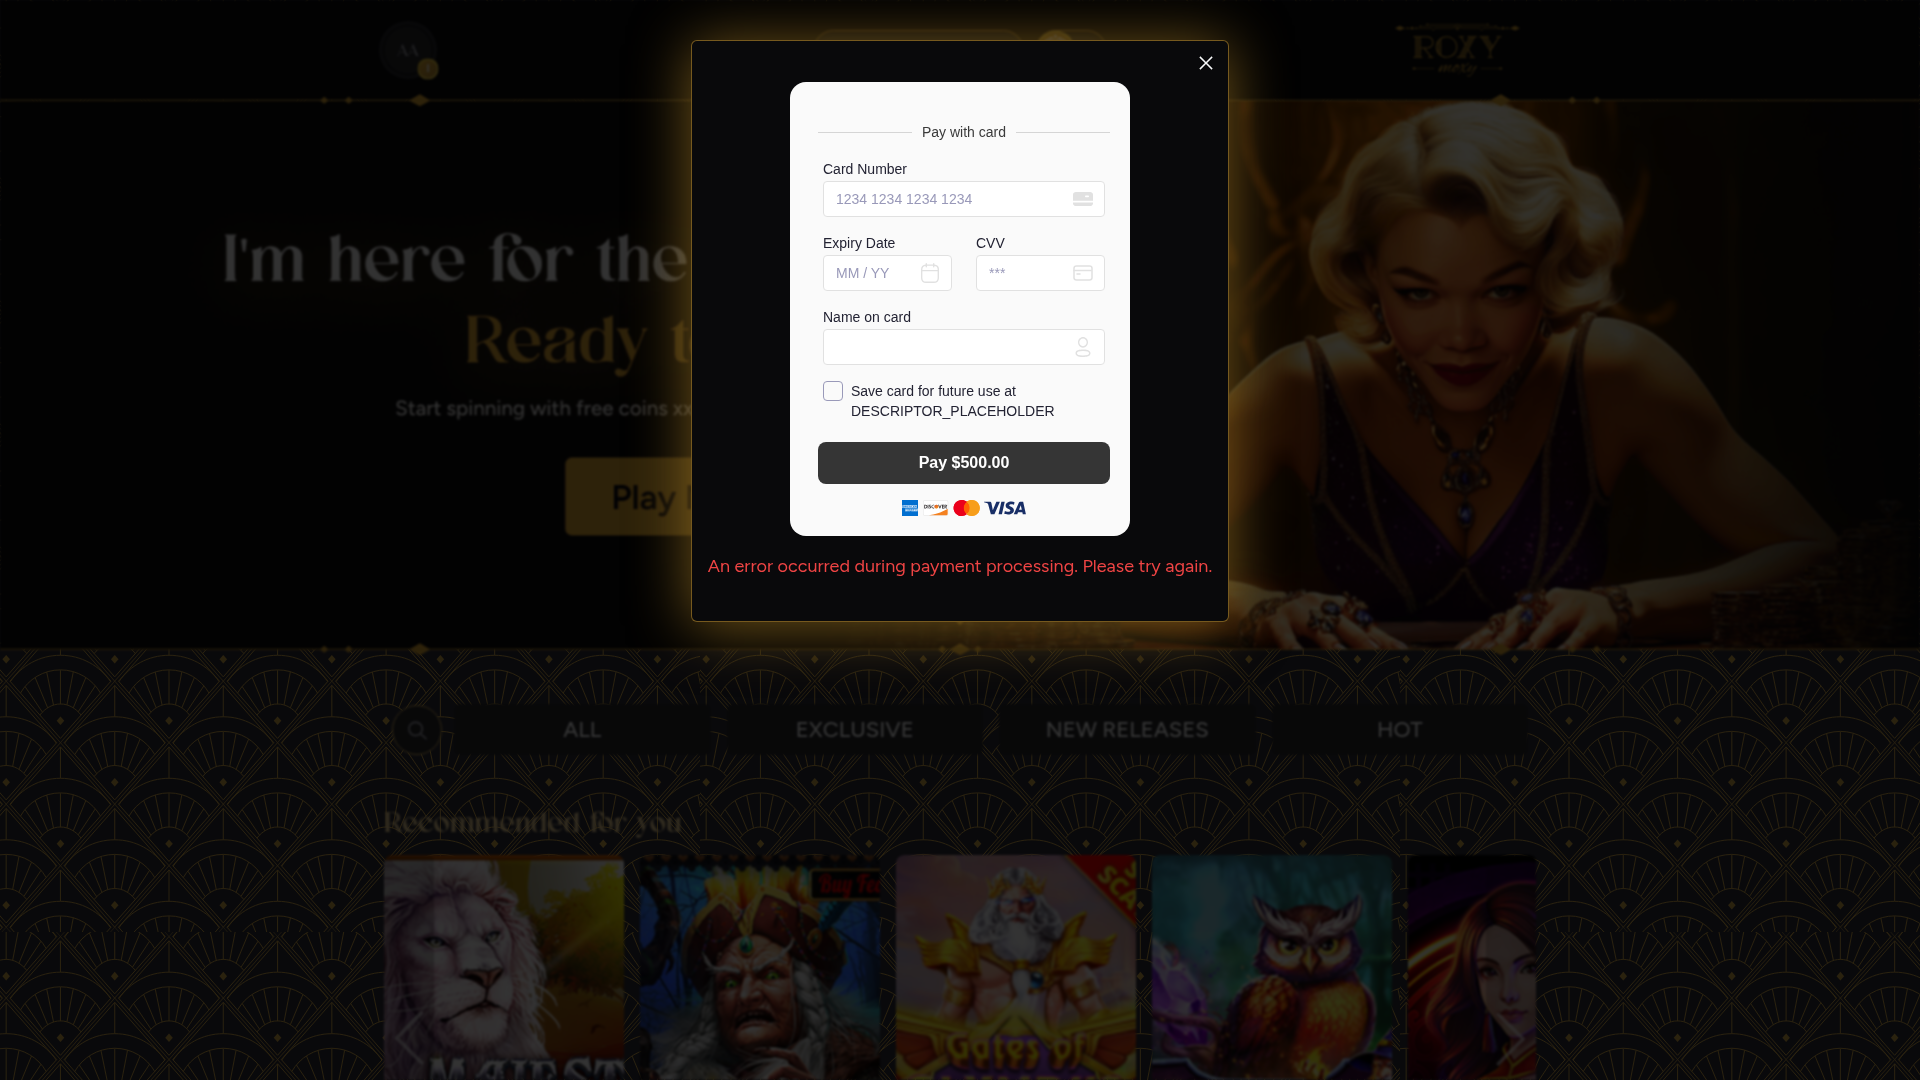 AA
ROXY
moxy
Pay with card
Card Number
1234 1234 1234 1234
Expiry Date
CVV
MM / YY
***
Name on card
Save card for future use at
DESCRIPTOR_PLACEHOLDER
Pay $500.00
DISCOVER
VISA
An error occurred during payment processing. Please try again.
I'm here for the
Ready
Start spinning with free coins
Play
ALL
EXCLUSIVE
NEW RELEASES
HOT
Recommended for you
Buy
Gates of